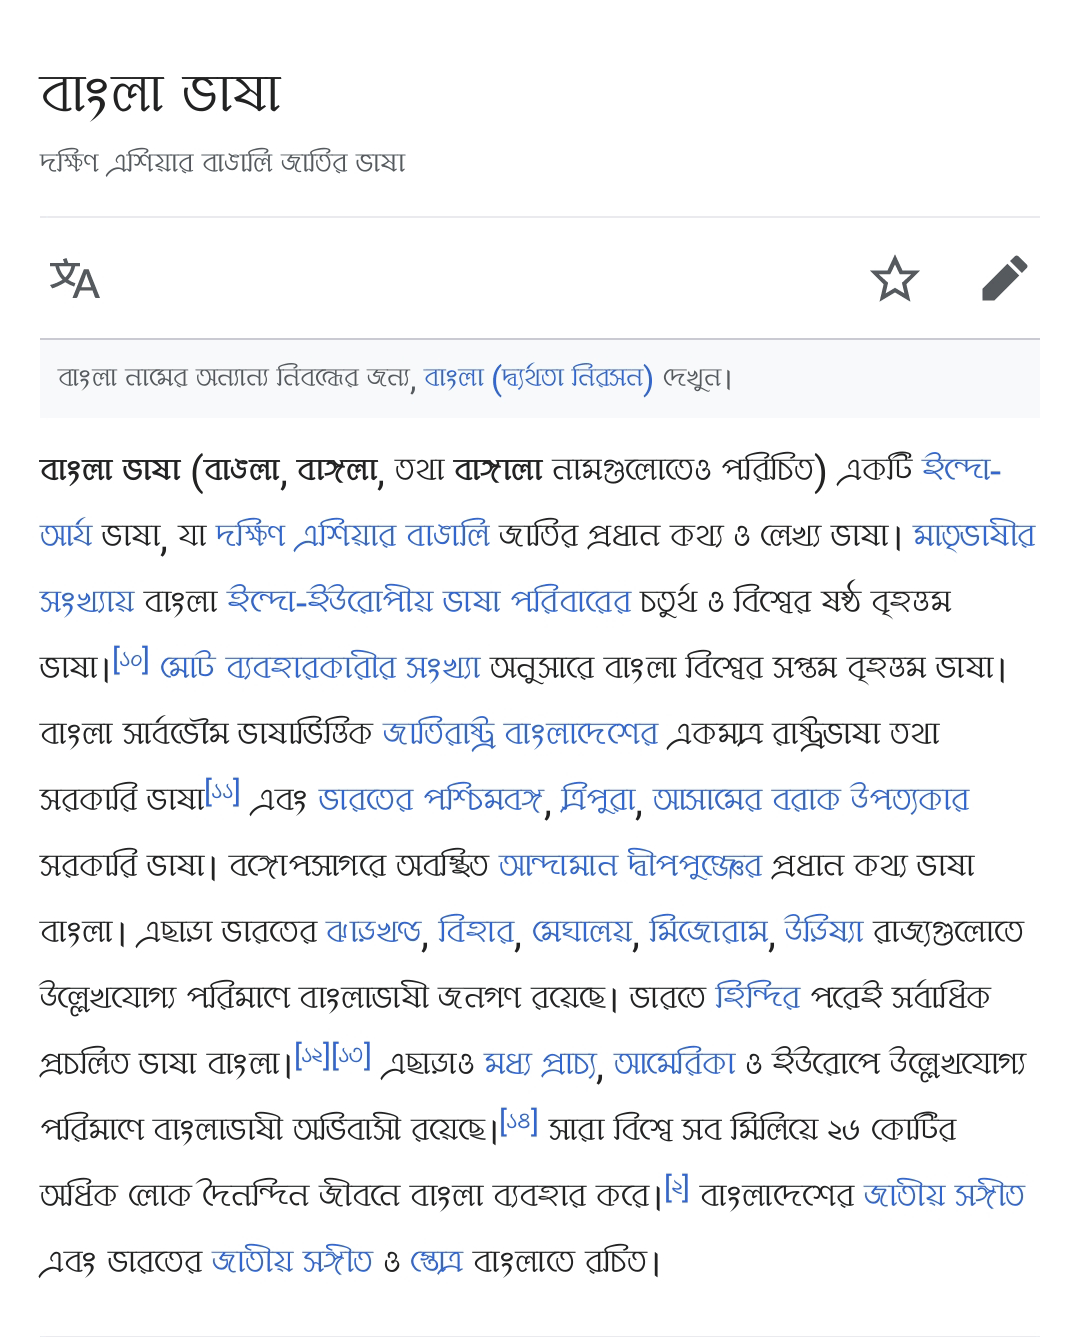 বাংলা ভাষা
দক্ষিণ এশিয়ার বাঙালি জাতির ভাষা
বাংলা নামের অন্যান্য নিবন্ধের জন্য, বাংলা (দ্ব্যর্থতা নিরসন) দেখুন।
বাংলা ভাষা (বাঙলা, বাঙ্গলা, তথা বাঙ্গালা নামগুলোতেও পরিচিত) একটি ইন্দো-
আর্য ভাষা, যা দক্ষিণ এশিয়ার বাঙালি জাতির প্রধান কথ্য ও লেখ্য ভাষা। মাতৃভাষীর
সংখ্যায় বাংলা ইন্দো-ইউরোপীয় ভাষা পরিবারের চতুর্থ ও বিশ্বের ষষ্ঠ বৃহত্তম
ভাষা।[১০] মোট ব্যবহারকারীর সংখ্যা অনুসারে বাংলা বিশ্বের সপ্তম বৃহত্তম ভাষা।
বাংলা সার্বভৌম ভাষাভিত্তিক জাতিরাষ্ট্র বাংলাদেশের একমাত্র রাষ্ট্রভাষা তথা
সরকারি ভাষা[১১] এবং ভারতের পশ্চিমবঙ্গ, ত্রিপুরা, আসামের বরাক উপত্যকার
সরকারি ভাষা। বঙ্গোপসাগরে অবস্থিত আন্দামান দ্বীপপুঞ্জের প্রধান কথ্য ভাষা
বাংলা। এছাড়া ভারতের ঝাড়খণ্ড, বিহার, মেঘালয়, মিজোরাম, উড়িষ্যা রাজ্যগুলোতে
উল্লেখযোগ্য পরিমাণে বাংলাভাষী জনগণ রয়েছে। ভারতে হিন্দির পরেই সর্বাধিক
প্রচলিত ভাষা বাংলা।[১২][১৩] এছাড়াও মধ্য প্রাচ্য, আমেরিকা ও ইউরোপে উল্লেখযোগ্য
পরিমাণে বাংলাভাষী অভিবাসী রয়েছে।[১৪] সারা বিশ্বে সব মিলিয়ে ২৬ কোটির
অধিক লোক দৈনন্দিন জীবনে বাংলা ব্যবহার করে।[২] বাংলাদেশের জাতীয় সঙ্গীত
এবং ভারতের জাতীয় সঙ্গীত ও স্তোত্র বাংলাতে রচিত।